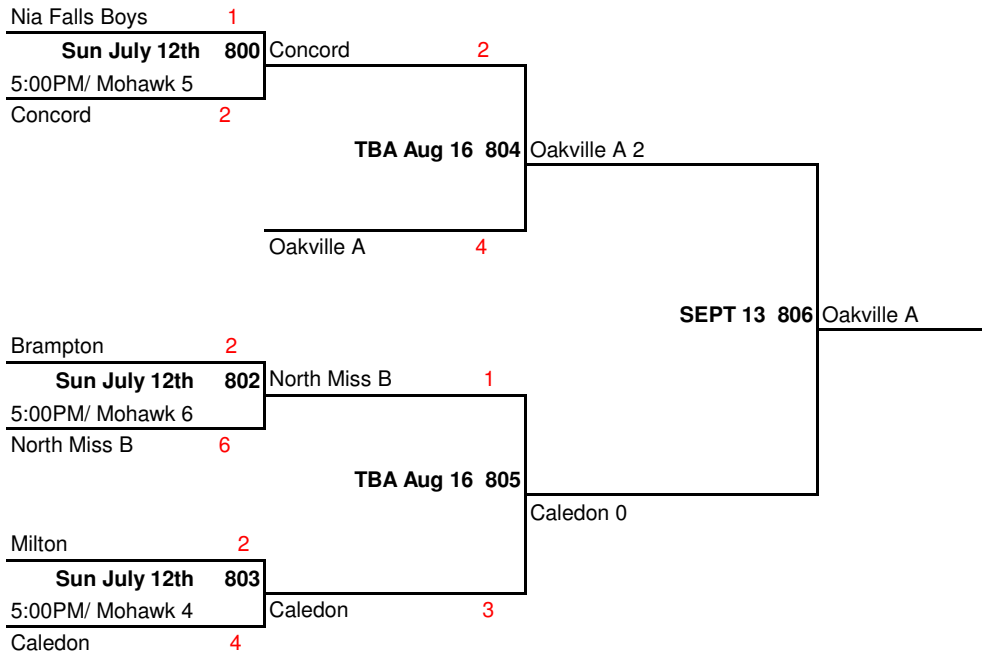 Nia Falls Boys 1
Sun July 12th 800 Concord 2
5:00PM/ Mohawk 5
Concord 2
TBA Aug 16 804 Oakville A 2
Oakville A 4
SEPT 13 806 Oakville A
Brampton 2
Sun July 12th 802 North Miss B 1
5:00PM/ Mohawk 6
North Miss B 6
TBA Aug 16 805
Caledon 0
Milton 2
Sun July 12th 803
5:00PM/ Mohawk 4 Caledon 3
Caledon 4